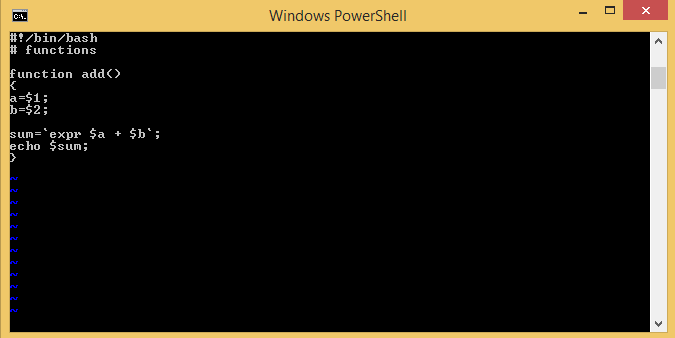 Windows PowerShell
#!/bin/bash
# functions
function add()
{
a=$1;
b=$2;
sum=`expr $a + $b`;
echo $sum;
}
~
~
~
~
~
~
~
~
~
~
~
~